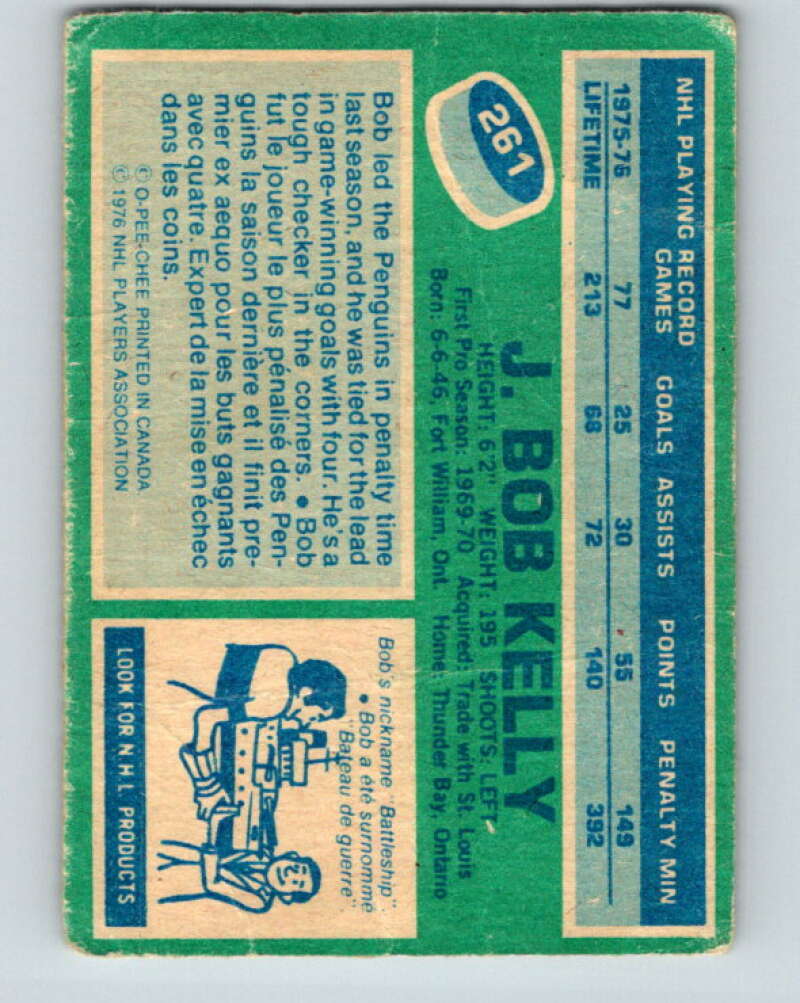 NHL PLAYING RECORD
GAMES GOALS ASSISTS POINTS PENALTY MIN
1975-76 77 25 30 55 149
LIFETIME 213 68 72 140 392
261
J. BOB KELLY
HEIGHT: 6'2" WEIGHT: 195 SHOOTS: LEFT
First Pro Season: 1969-70 Acquired: Trade with St. Louis
Born: 6-6-46, Fort William, Ont. Home: Thunder Bay, Ontario
Bob led the Penguins in penalty time
last season, and he was tied for the lead
in game-winning goals with four. He's a
tough checker in the corners. • Bob
fut le joueur le plus pénalisé des Pen-
guins la saison dernière et il finit pre-
mier ex aequo pour les buts gagnants
avec quatre. Expert de la mise en échec
dans les coins.
© O-PEE-CHEE PRINTED IN CANADA
© 1976 NHL PLAYERS ASSOCIATION
Bob's nickname "Battleship".
• Bob a été surnommé
"Bateau de guerre".
LOOK FOR N.H.L. PRODUCTS